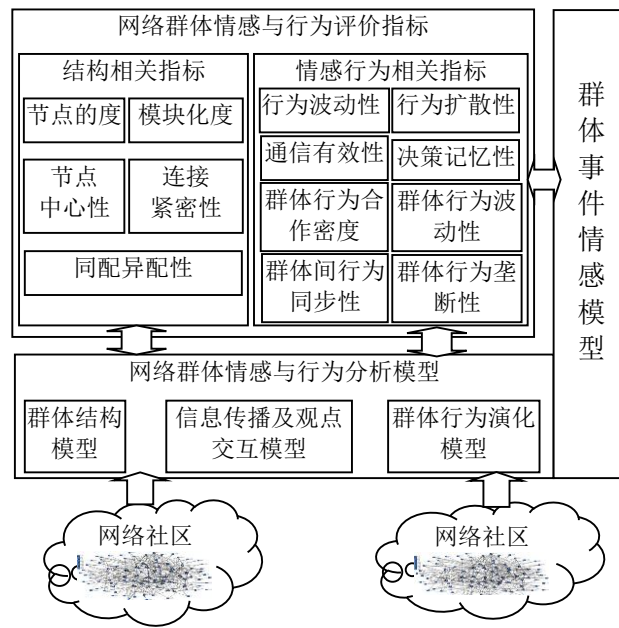 网络群体情感与行为评价指标
结构相关指标
节点的度
模块化度
节点
中心性
连接
紧密性
同配异配性
情感行为相关指标
行为波动性
行为扩散性
通信有效性
决策记忆性
群体行为合
作密度
群体行为波
动性
群体间行为
同步性
群体行为垄
断性
群
体
事
件
情
感
模
型
网络群体情感与行为分析模型
群体结构
模型
信息传播及观点
交互模型
群体行为演化
模型
网络社区
网络社区